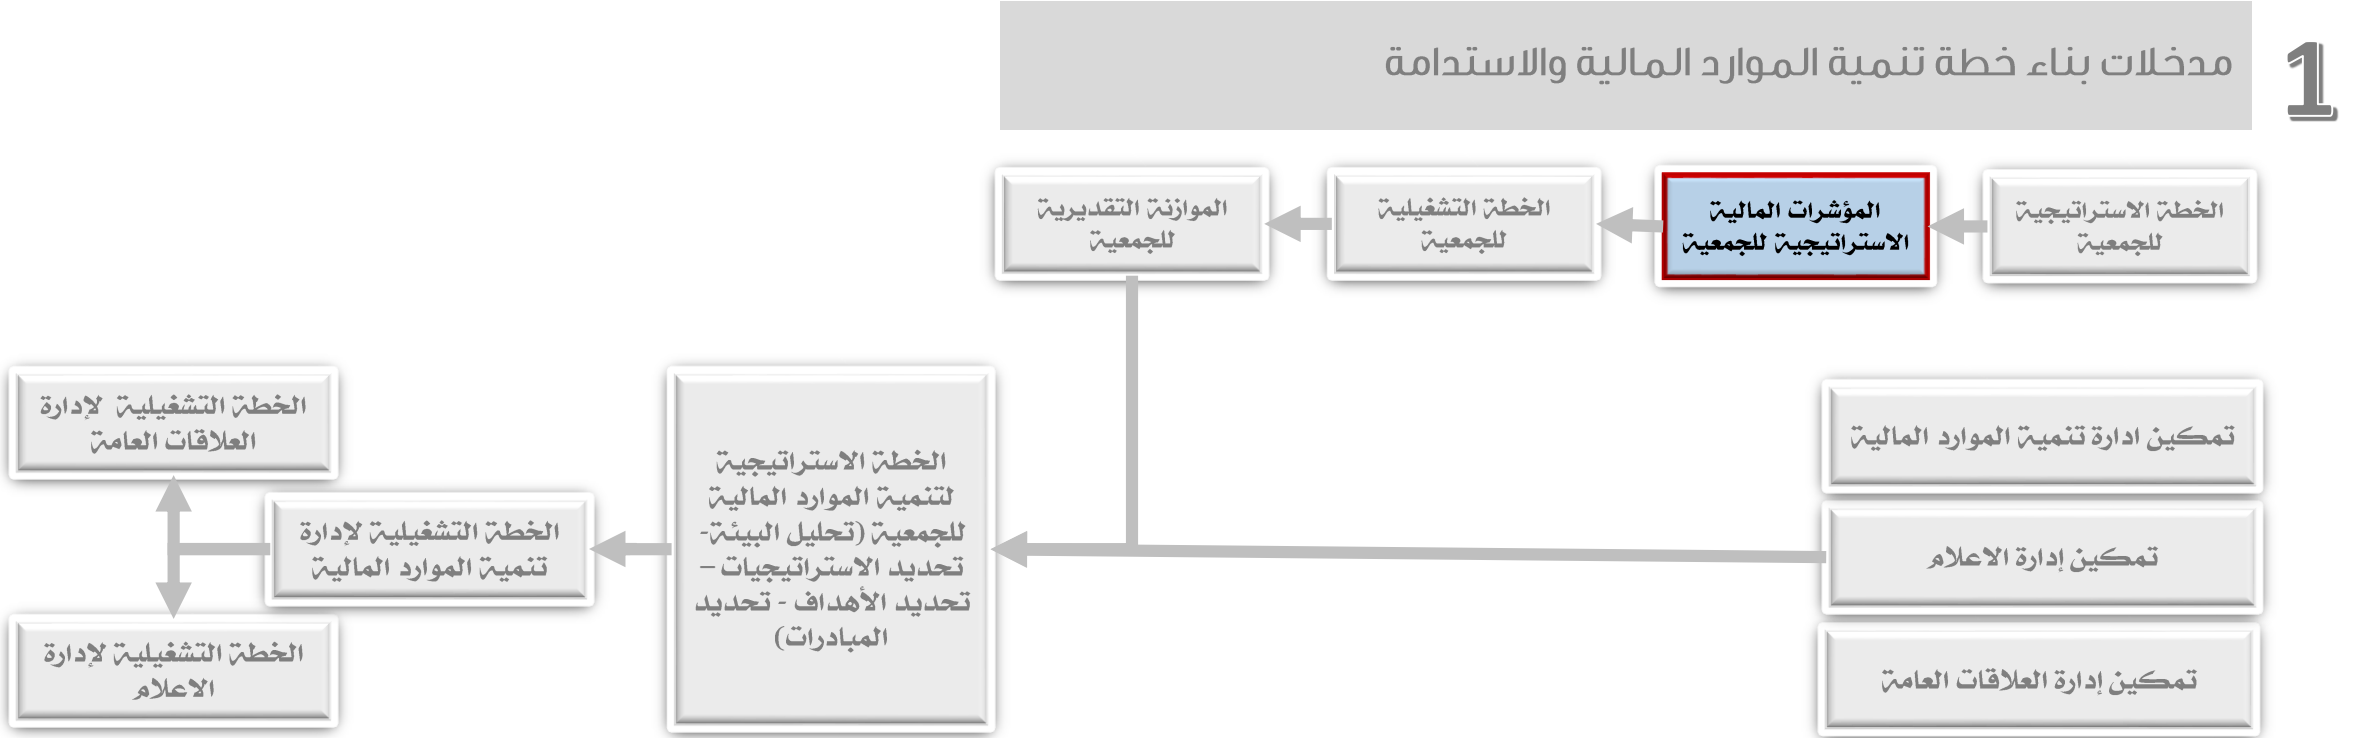 1
مدخلات بناء خطة تنمية الموارد المالية والاستدامة
الخطة الاستراتيجية
للجمعية
المؤشرات المالية
الاستراتيجية للجمعية
الخطة التشغيلية
للجمعية
الموازنة التقديرية
للجمعية
تمكين ادارة تنمية الموارد المالية
تمكين إدارة الاعلام
تمكين إدارة العلاقات العامة
الخطة الاستراتيجية
لتنمية الموارد المالية
للجمعية (تحليل البيئة-
تحديد الاستراتيجيات –
تحديد الأهداف - تحديد
المبادرات)
الخطة التشغيلية لإدارة
تنمية الموارد المالية
الخطة التشغيلية لإدارة
العلاقات العامة
الخطة التشغيلية لإدارة
الاعلام